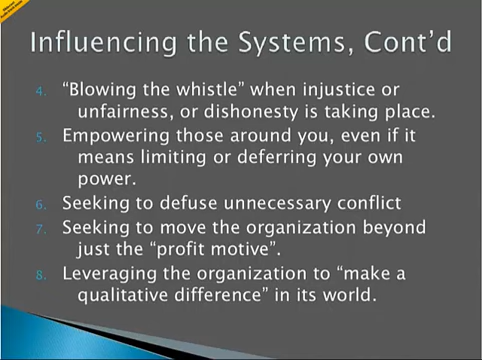 Influencing the Systems, Cont'd
4. “Blowing the whistle” when injustice or
unfairness, or dishonesty is taking place.
5. Empowering those around you, even if it
means limiting or deferring your own
power.
6. Seeking to defuse unnecessary conflict
7. Seeking to move the organization beyond
just the “profit motive”.
8. Leveraging the organization to “make a
qualitative difference” in its world.